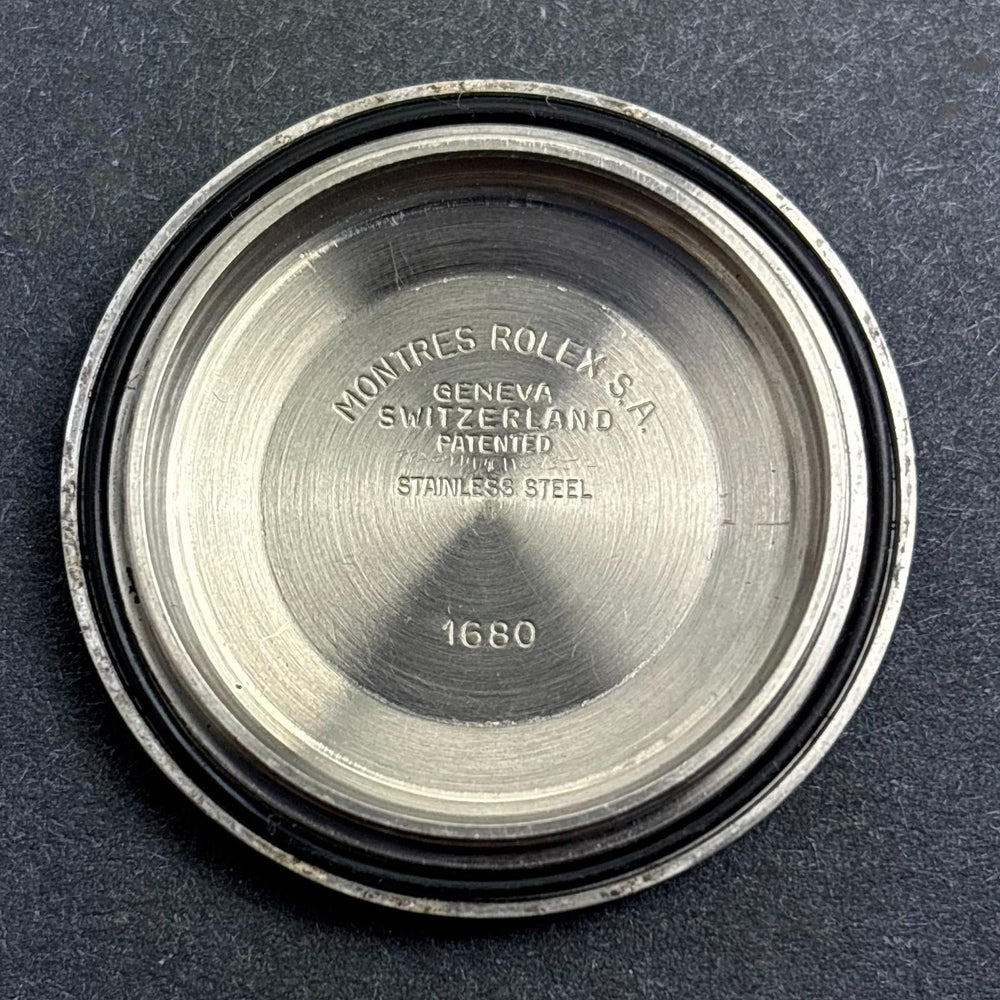 MONTRES ROLEX S.A.
GENEVA
SWITZERLAND
PATENTED
STAINLESS STEEL
1680